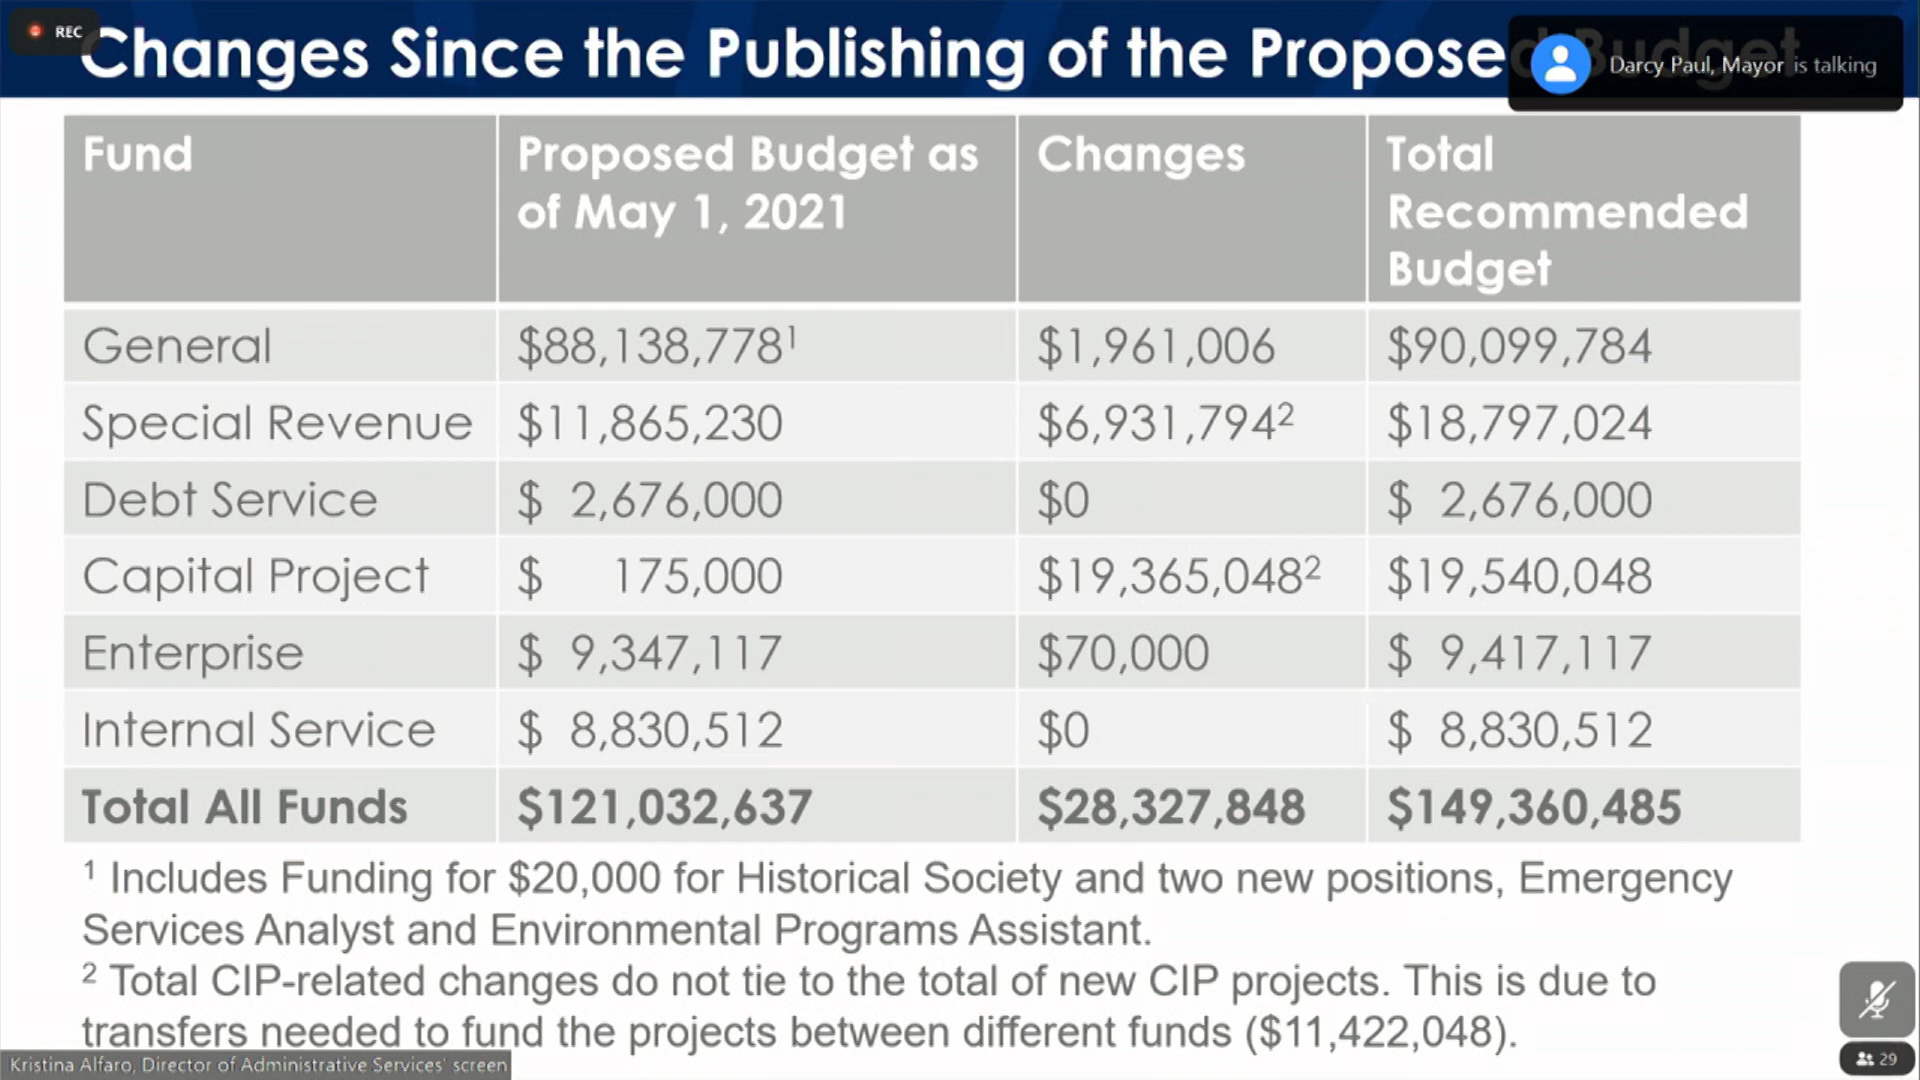 REC
Changes Since the Publishing of the Proposed Budget
Darcy Paul, Mayor is talking
Fund
Proposed Budget as
of May 1, 2021
Changes
Total
Recommended
Budget
General $88,138,778¹ $1,961,006 $90,099,784
Special Revenue $11,865,230 $6,931,794² $18,797,024
Debt Service $ 2,676,000 $0 $ 2,676,000
Capital Project $ 175,000 $19,365,048² $19,540,048
Enterprise $ 9,347,117 $70,000 $ 9,417,117
Internal Service $ 8,830,512 $0 $ 8,830,512
Total All Funds $121,032,637 $28,327,848 $149,360,485
¹ Includes Funding for $20,000 for Historical Society and two new positions, Emergency
Services Analyst and Environmental Programs Assistant.
² Total CIP-related changes do not tie to the total of new CIP projects. This is due to
transfers needed to fund the projects between different funds ($11,422,048).
Kristina Alfaro, Director of Administrative Services' screen
29